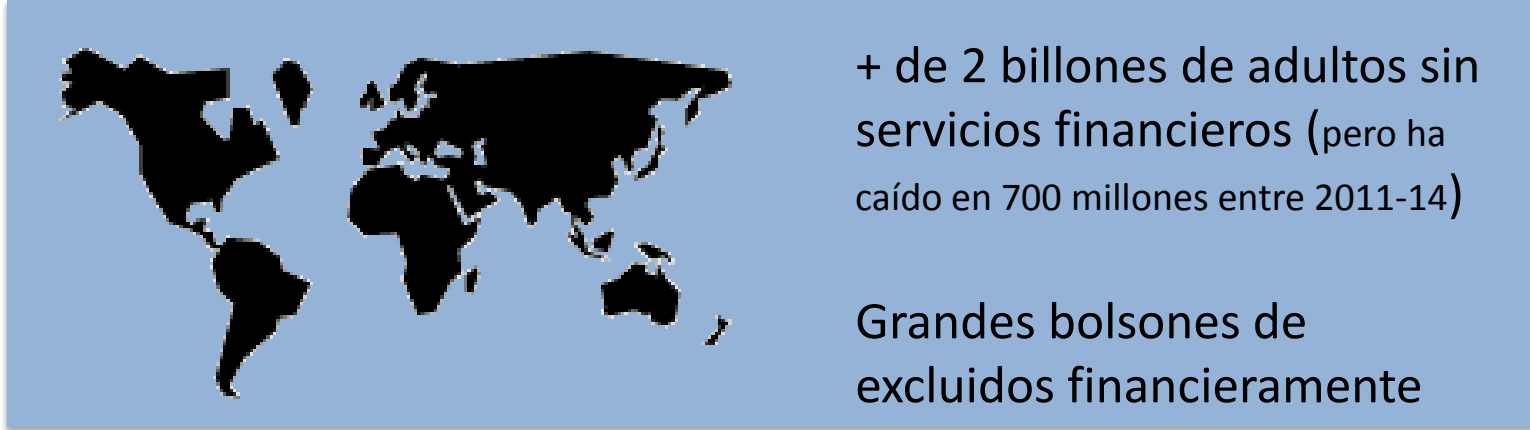 + de 2 billones de adultos sin
servicios financieros (pero ha
caído en 700 millones entre 2011-14)
Grandes bolsones de
excluidos financieramente